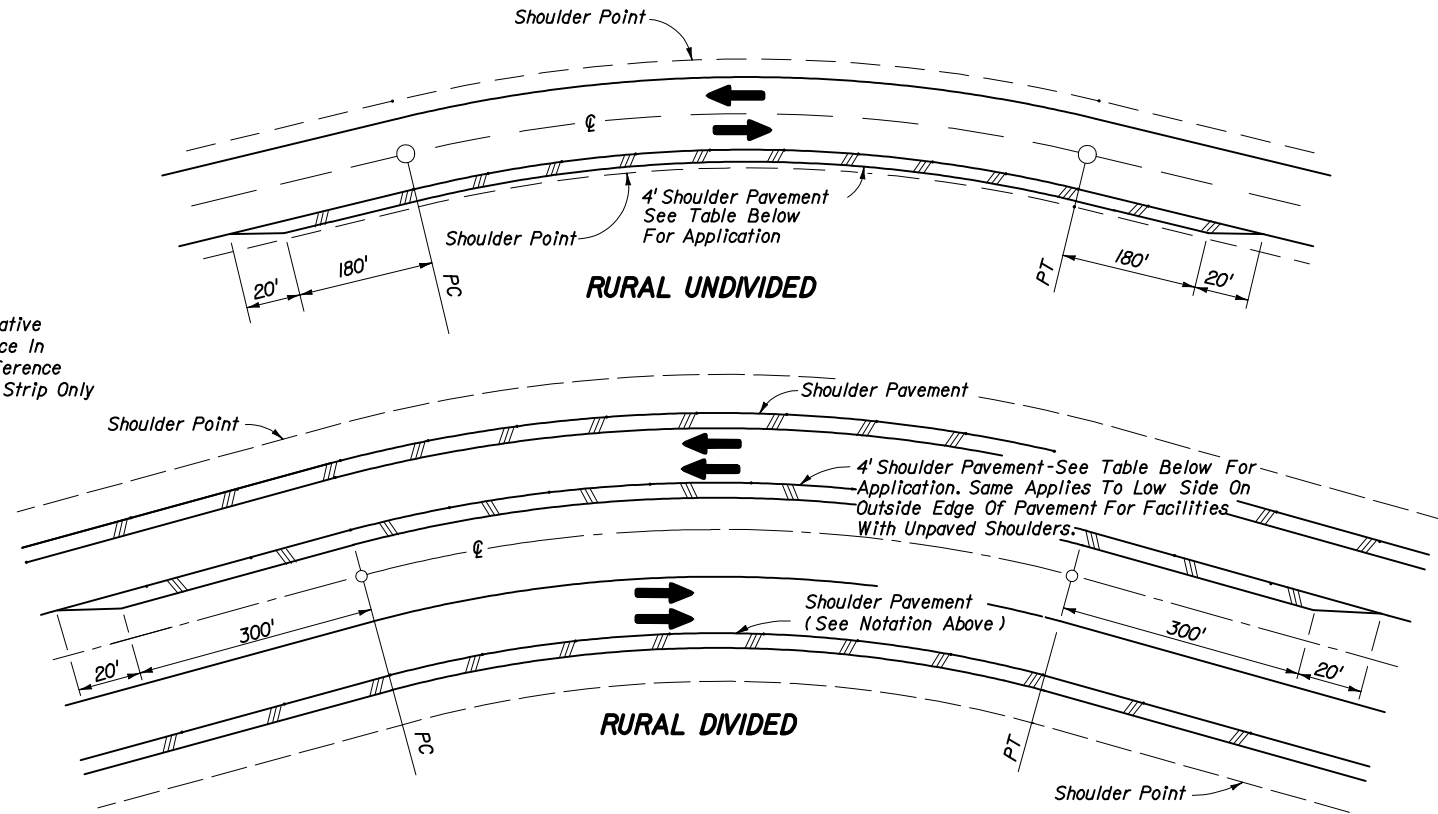 Shoulder Point
℄
4' Shoulder Pavement
See Table Below
For Application
Shoulder Point
180'
20'
PC
RURAL UNDIVIDED
PT
180'
20'
ative
ce In
ference
Strip Only
Shoulder Point
Shoulder Pavement
4' Shoulder Pavement-See Table Below For
Application. Same Applies To Low Side On
Outside Edge Of Pavement For Facilities
With Unpaved Shoulders.
℄
Shoulder Pavement
(See Notation Above)
300'
20'
300'
20'
RURAL DIVIDED
PC
PT
Shoulder Point